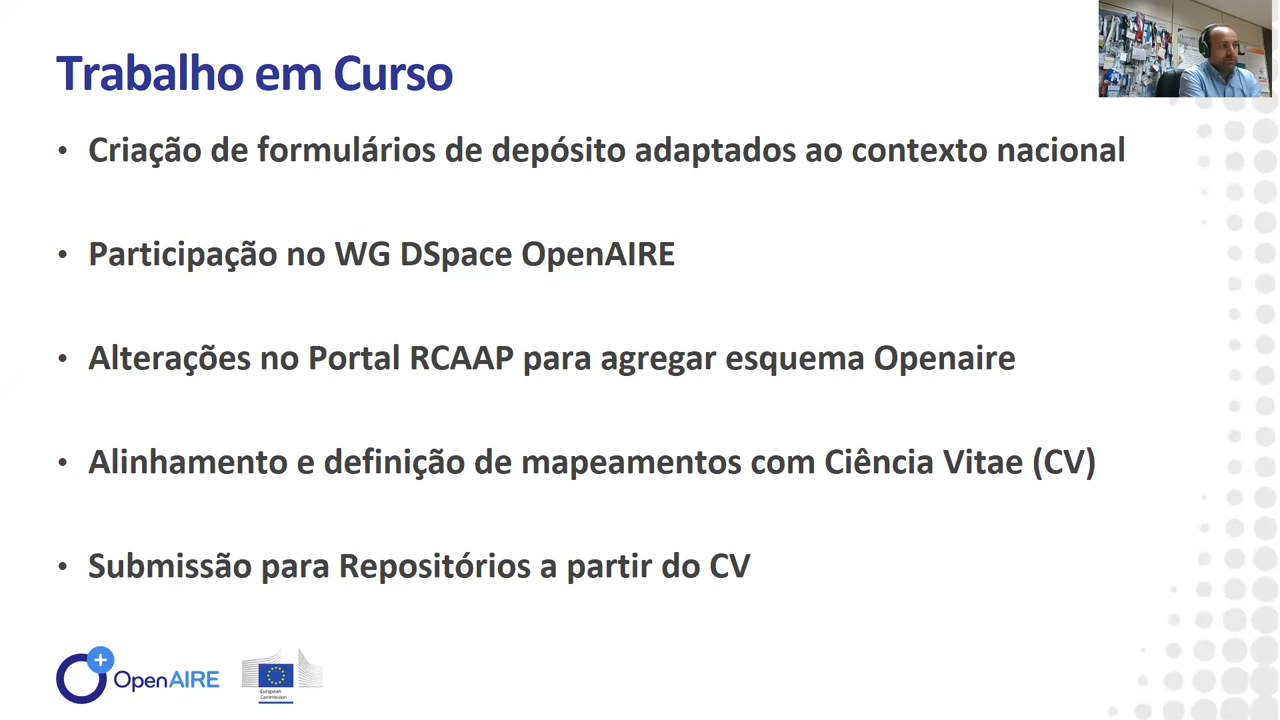 Trabalho em Curso
• Criação de formulários de depósito adaptados ao contexto nacional
• Participação no WG DSpace OpenAIRE
• Alterações no Portal RCAAP para agregar esquema Openaire
• Alinhamento e definição de mapeamentos com Ciência Vitae (CV)
• Submissão para Repositórios a partir do CV
OpenAIRE
European
Commission